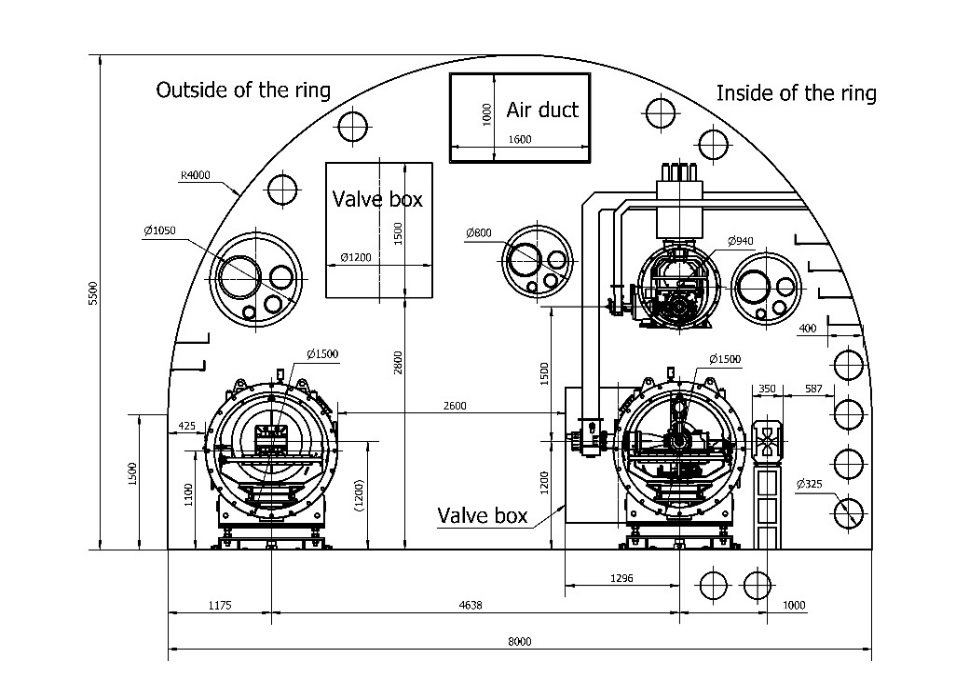 Outside of the ring
Inside of the ring
Air duct
1000
1600
R4000
Valve box
1500
Ø1200
Ø1050
Ø800
Ø940
5500
400
Ø1500
Ø1500
2800
1500
350
587
2600
425
1500
1100
(1200)
1200
Ø325
Valve box
1296
1175
4638
1000
8000